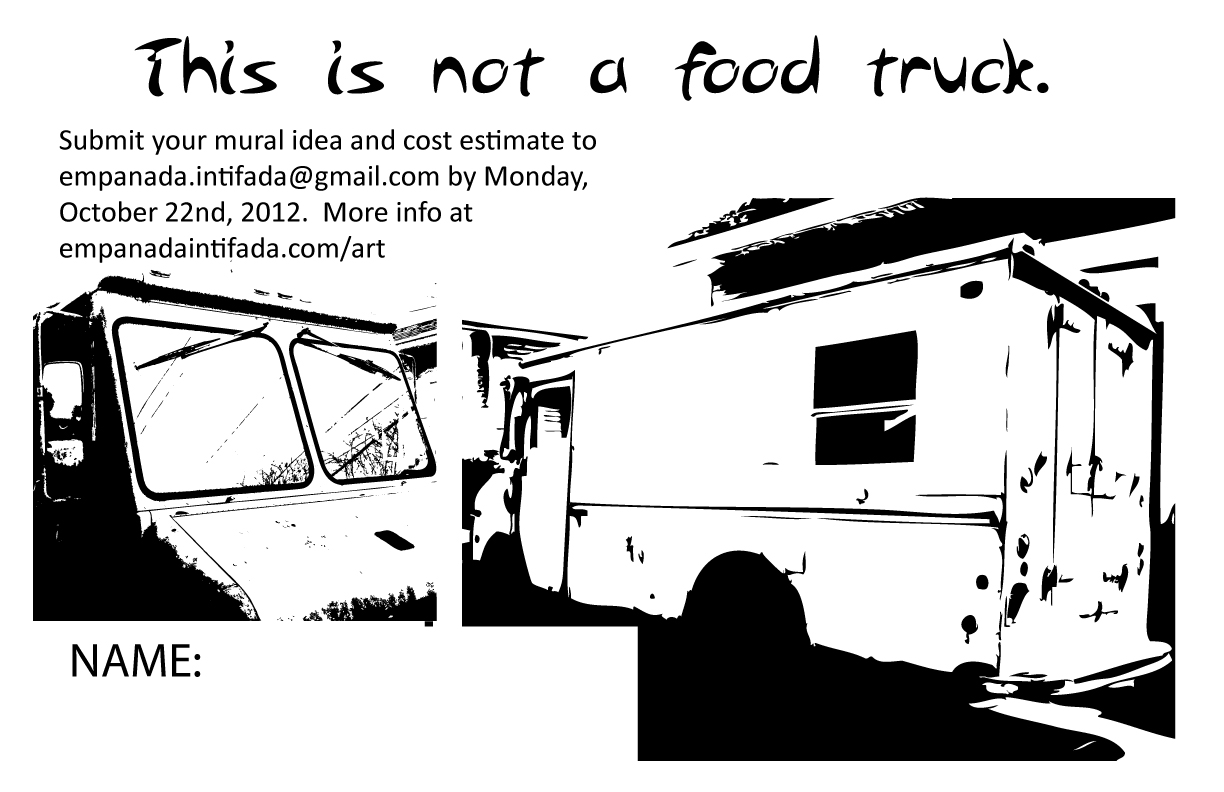 This is not a food truck.
Submit your mural idea and cost estimate to
empanada.intifada@gmail.com by Monday,
October 22nd, 2012.  More info at
empanadaintifada.com/art
NAME: